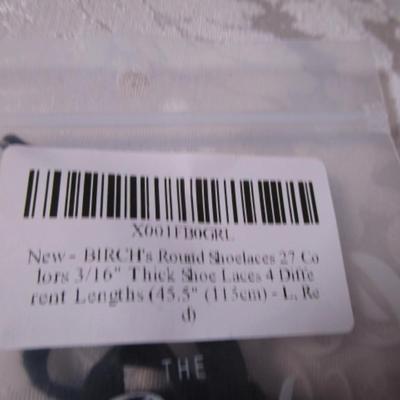 X001FB0GRL
New - BIRCH's Round Shoelaces 27 Co
lors 3/16" Thick Shoe Laces 4 Diffe
rent Lengths (45.5" (115cm) - L, Re
d)
THE